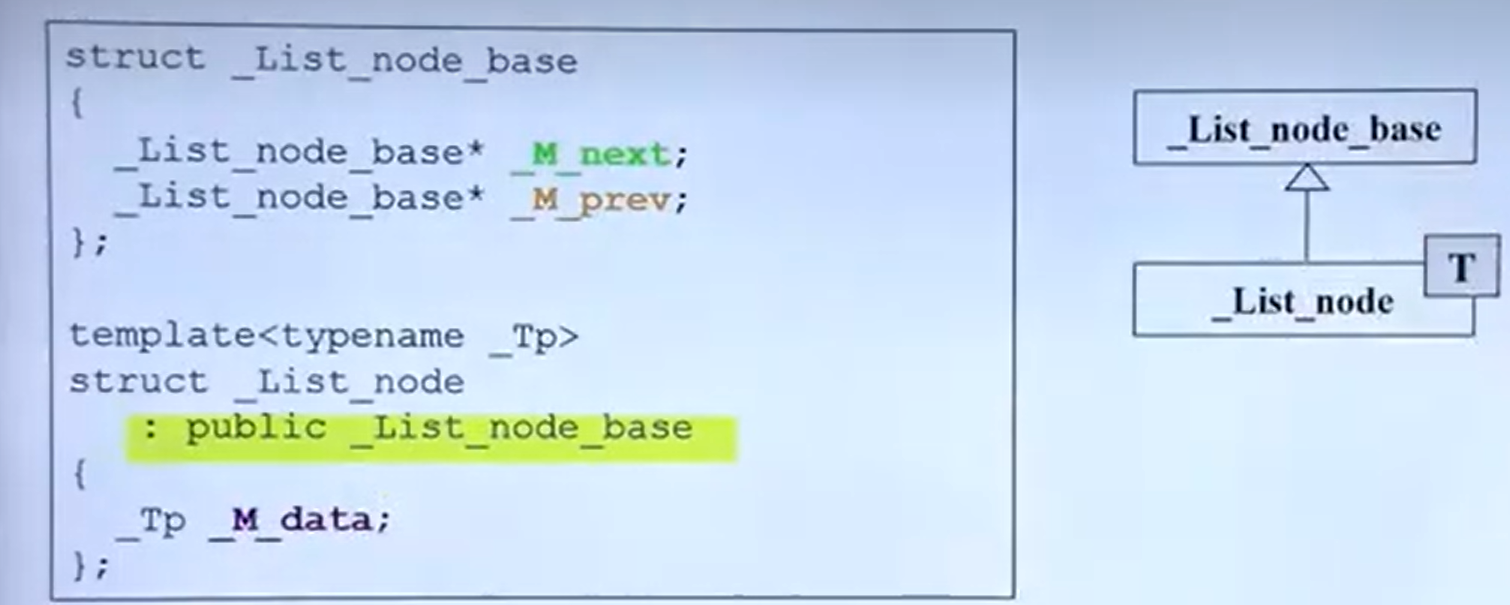 struct _List_node_base
{
_List_node_base* _M_next;
_List_node_base* _M_prev;
};
template<typename _Tp>
struct _List_node
: public _List_node_base
{
_Tp _M_data;
};
_List_node_base
T
_List_node